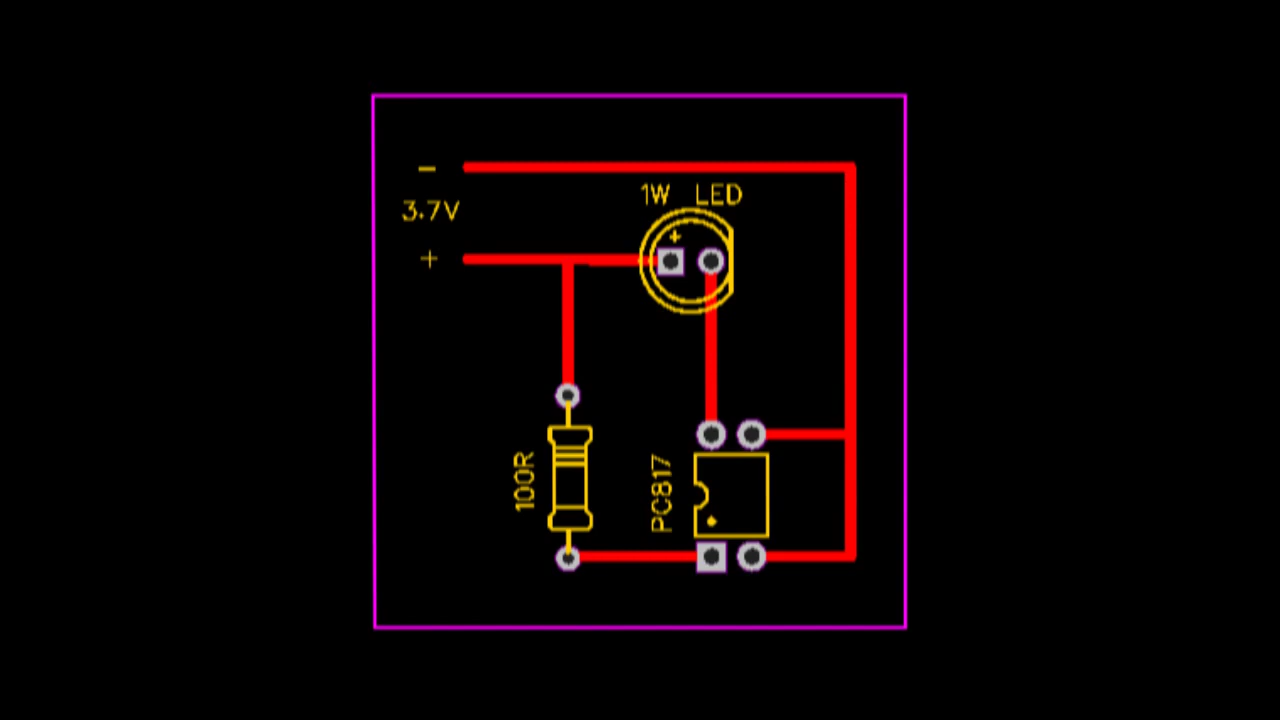 −
1W LED
3.7V
+
+
100R
PC817